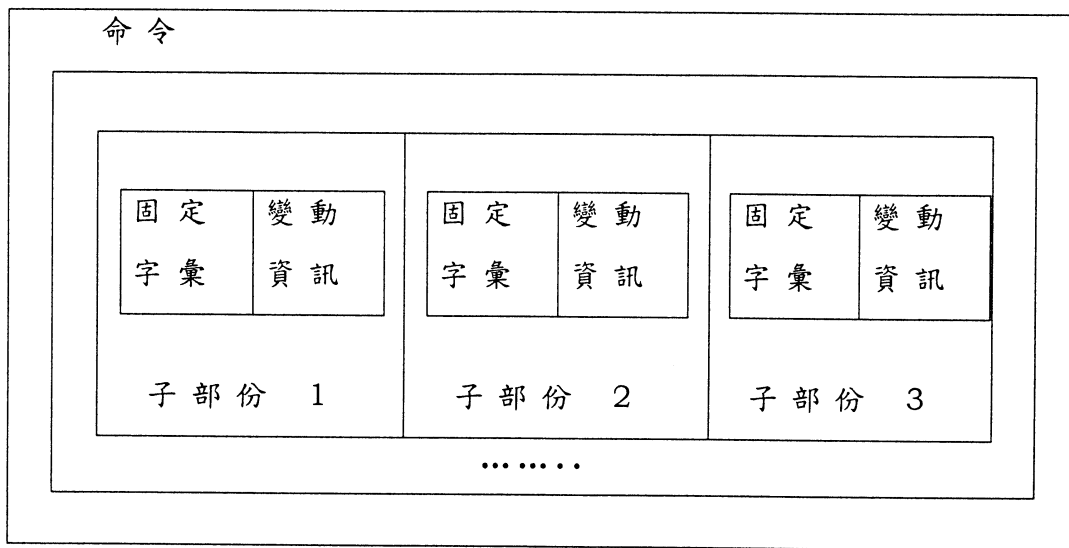 命令
固定 變動 固定 變動 固定 變動
字彙 資訊 字彙 資訊 字彙 資訊
子部份 1 子部份 2 子部份 3
••• ••• • •